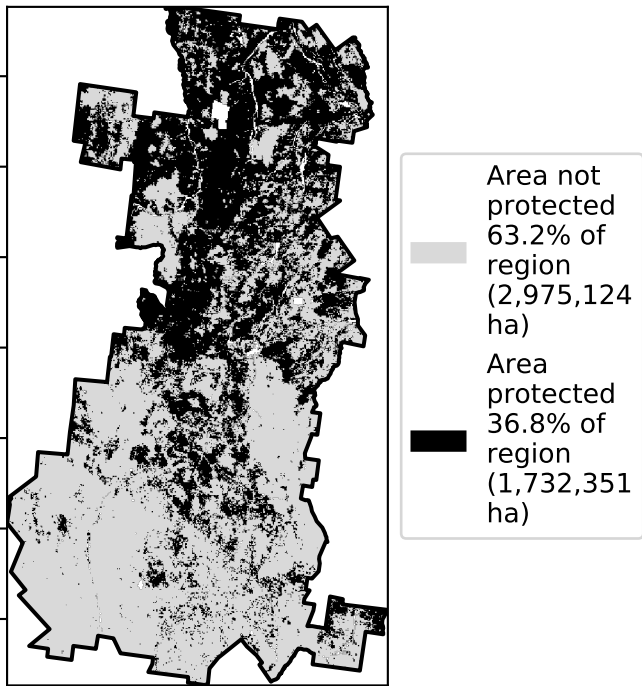 Area not
protected
63.2% of
region
(2,975,124
ha)
Area
protected
36.8% of
region
(1,732,351
ha)